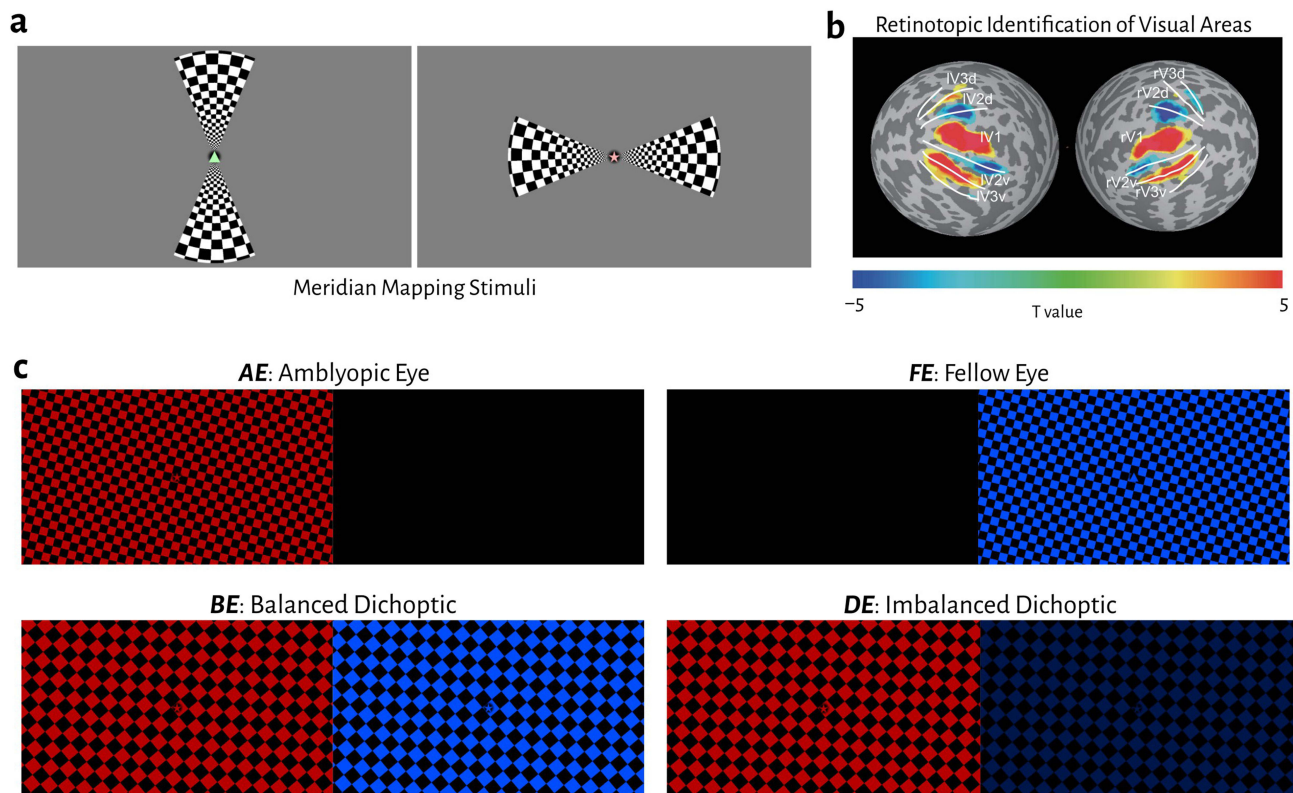 a
Meridian Mapping Stimuli
b
Retinotopic Identification of Visual Areas
lV3d
lV2d
lV1
lV2v
lV3v
rV3d
rV2d
rV1
rV2v
rV3v
−5
5
T value
c
AE: Amblyopic Eye
FE: Fellow Eye
BE: Balanced Dichoptic
DE: Imbalanced Dichoptic